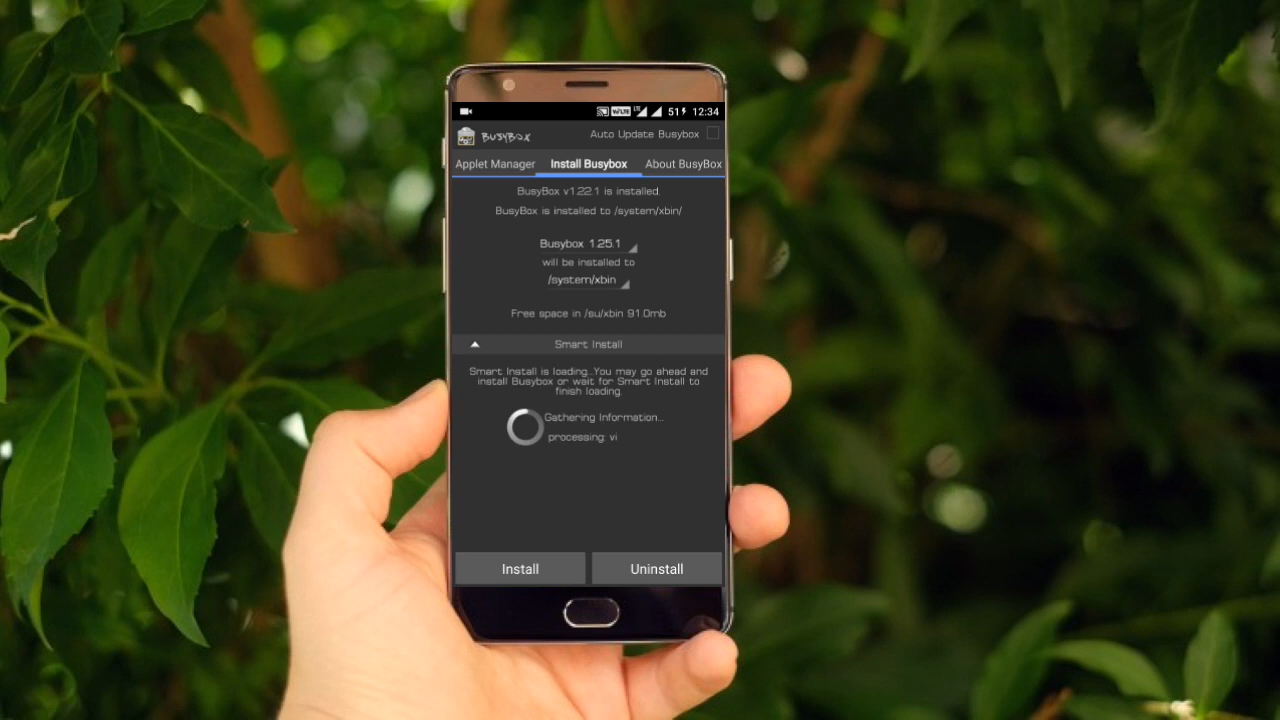 VoLTE LTE 51 12:34
BUSYBOX Auto Update Busybox
Applet Manager Install Busybox About BusyBox
BusyBox v1.22.1 is installed.
BusyBox is installed to /system/xbin/
Busybox 1.25.1
will be installed to
/system/xbin
Free space in /su/xbin 91.0mb
Smart Install
Smart Install is loading...You may go ahead and
install Busybox or wait for Smart Install to
finish loading.
Gathering Information...
processing: vi
Install Uninstall